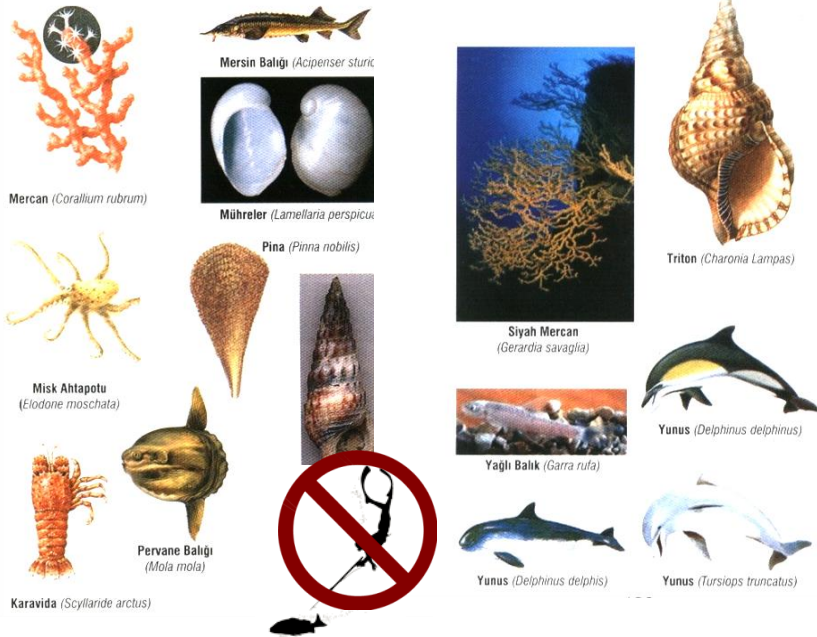 Mersin Balığı (Acipenser sturio
Mercan (Corallium rubrum)
Mühreler (Lamellaria perspicua
Pina (Pinna nobilis)
Triton (Charonia Lampas)
Siyah Mercan
(Gerardia savaglia)
Misk Ahtapotu
(Elodone moschata)
Yunus (Delphinus delphinus)
Yağlı Balık (Garra rufa)
Pervane Balığı
(Mola mola)
Yunus (Delphinus delphis)
Yunus (Tursiops truncatus)
Karavida (Scyllaride arctus)